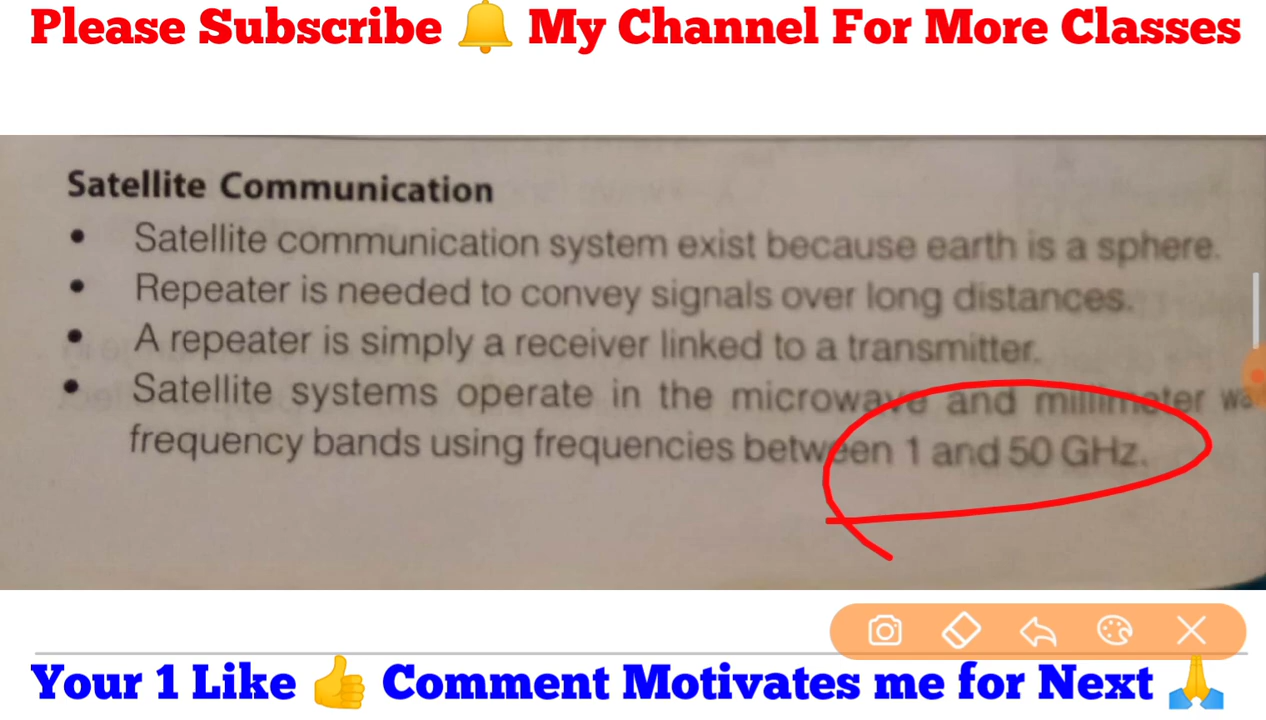 Please Subscribe 🔔 My Channel For More Classes
Satellite Communication
• Satellite communication system exist because earth is a sphere.
• Repeater is needed to convey signals over long distances.
• A repeater is simply a receiver linked to a transmitter.
• Satellite systems operate in the microwave and millimeter
frequency bands using frequencies between 1 and 50 GHz.
Your 1 Like 👍 Comment Motivates me for Next 🙏